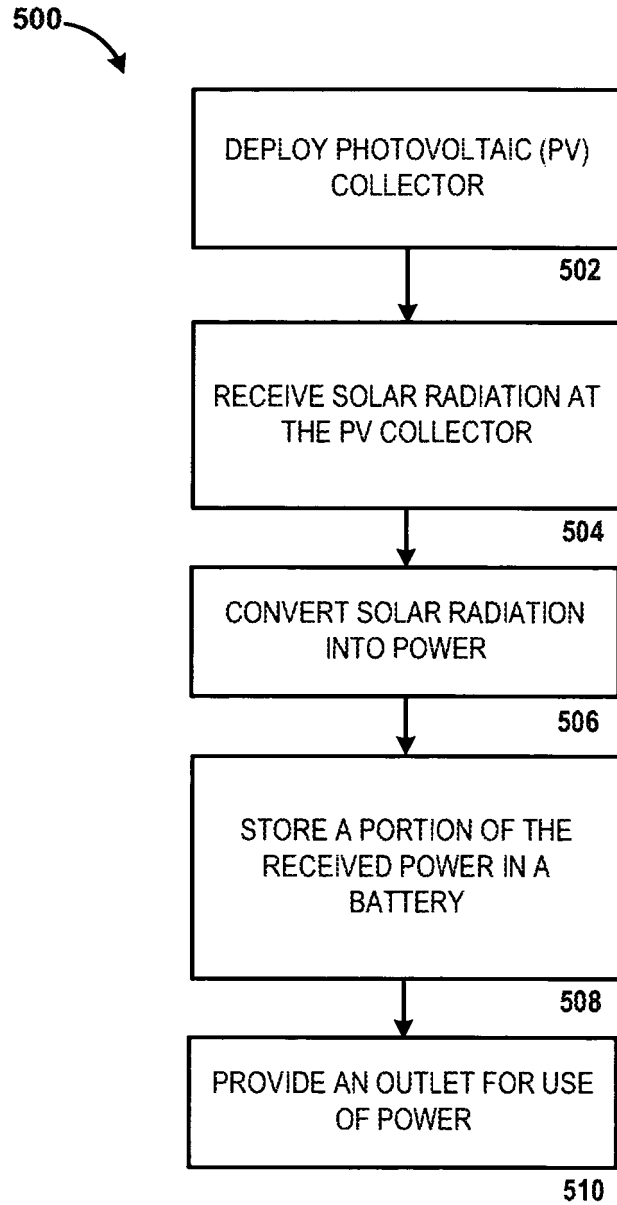 500
DEPLOY PHOTOVOLTAIC (PV)
COLLECTOR
502
RECEIVE SOLAR RADIATION AT
THE PV COLLECTOR
504
CONVERT SOLAR RADIATION
INTO POWER
506
STORE A PORTION OF THE
RECEIVED POWER IN A
BATTERY
508
PROVIDE AN OUTLET FOR USE
OF POWER
510